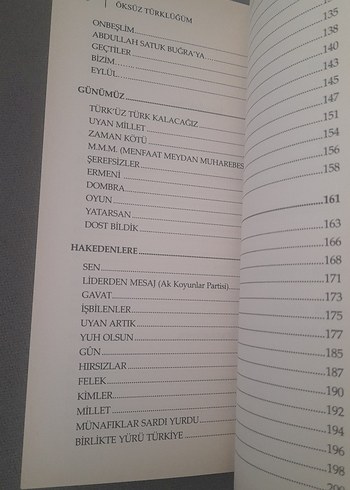 ÖKSÜZ TÜRKLÜĞÜM
ONBEŞLİM
ABDULLAH SATUK BUĞRA'YA
GEÇTİLER
BİZİM
EYLÜL
GÜNÜMÜZ
TÜRK'ÜZ TÜRK KALACAĞIZ
UYAN MİLLET
ZAMAN KÖTÜ
M.M.M. (MENFAAT MEYDAN MUHAREBES
ŞEREFSİZLER
ERMENİ
DOMBRA
OYUN
YATARSAN
DOST BİLDİK
HAKEDENLERE
SEN
LİDERDEN MESAJ (Ak Koyunlar Partisi)
GAVAT
İŞBİLENLER
UYAN ARTIK
YUH OLSUN
GÜN
HIRSIZLAR
FELEK
KİMLER
MİLLET
MÜNAFIKLAR SARDI YURDU
BİRLİKTE YÜRÜ TÜRKİYE
135
138
140
143
145
147
151
154
156
158
161
163
166
168
171
173
175
177
185
187
190
192
194
196
198